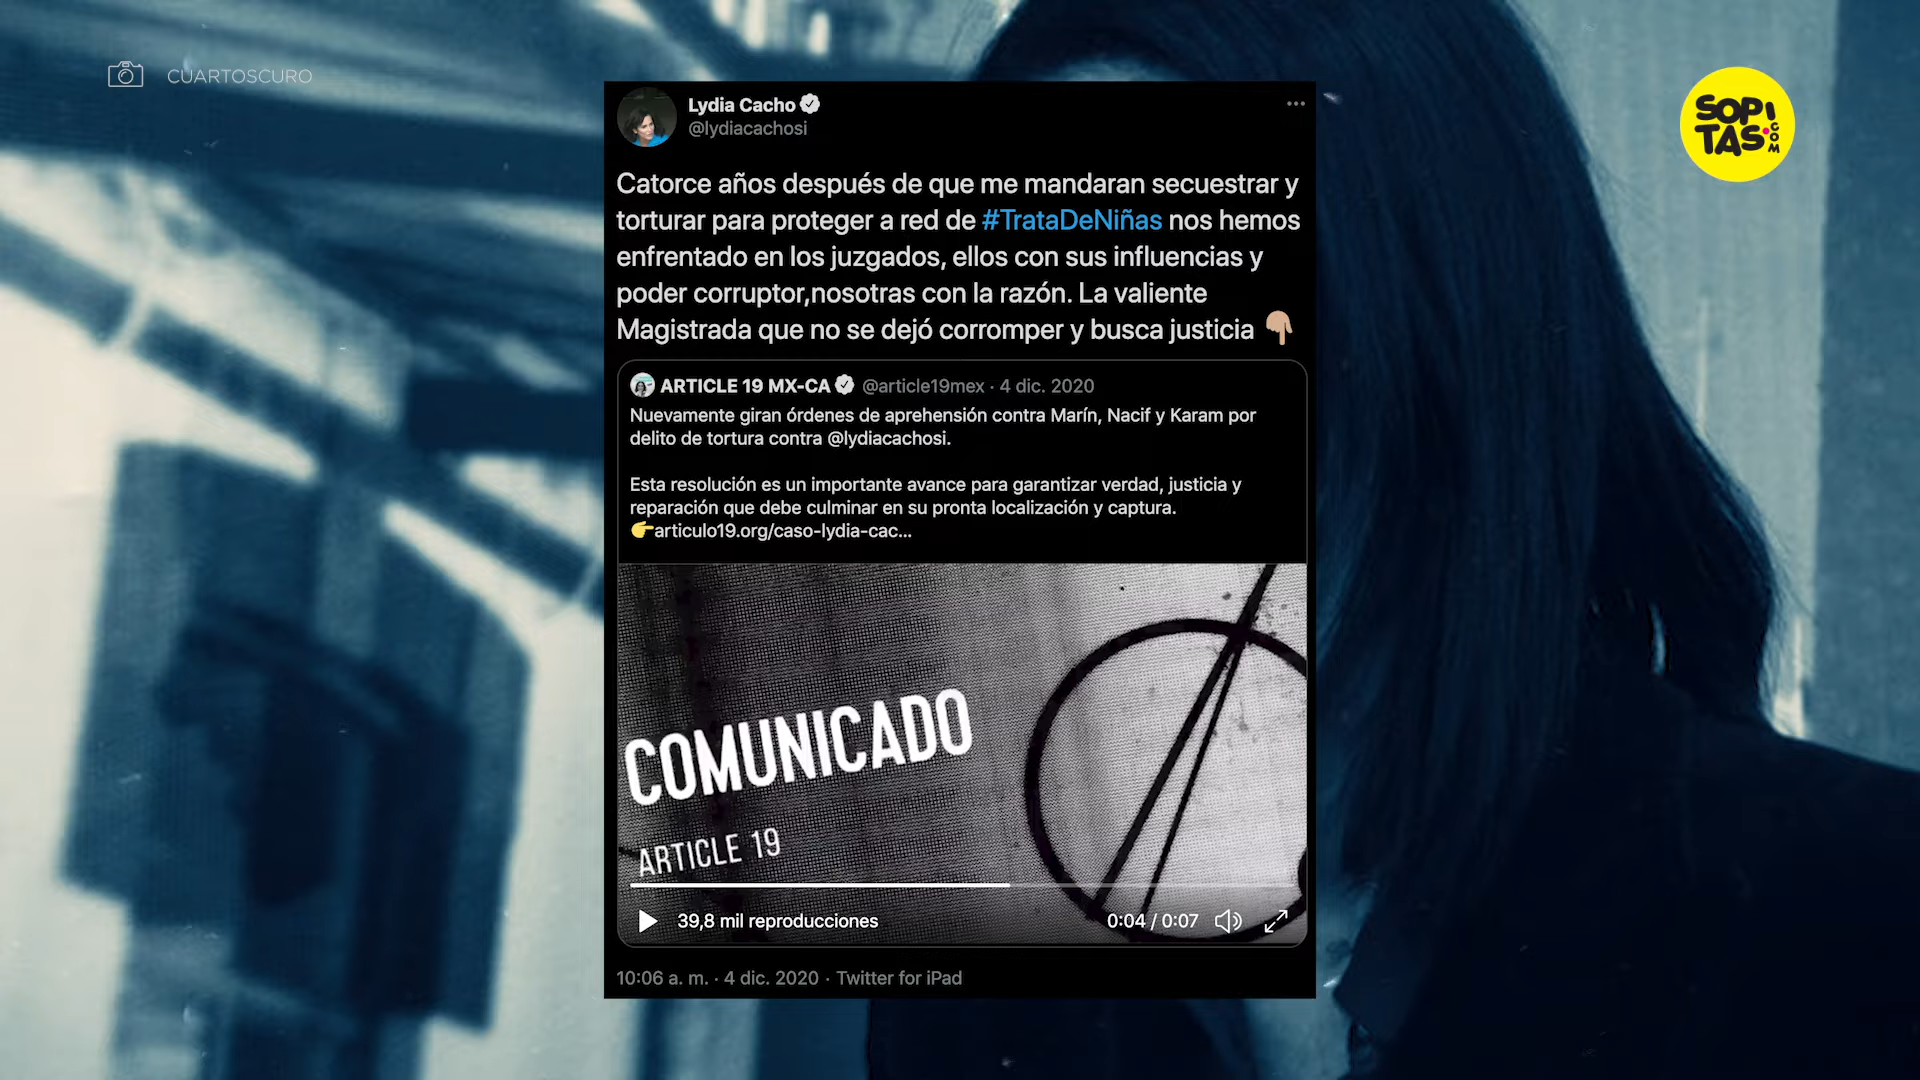 CUARTOSCURO
SOPITAS.COM
Lydia Cacho
@lydiacachosi
Catorce años después de que me mandaran secuestrar y
torturar para proteger a red de #TrataDeNiñas nos hemos
enfrentado en los juzgados, ellos con sus influencias y
poder corruptor,nosotras con la razón. La valiente
Magistrada que no se dejó corromper y busca justicia 👇🏽
ARTICLE 19 MX-CA @article19mex · 4 dic. 2020
Nuevamente giran órdenes de aprehensión contra Marín, Nacif y Karam por
delito de tortura contra @lydiacachosi.
Esta resolución es un importante avance para garantizar verdad, justicia y
reparación que debe culminar en su pronta localización y captura.
👉articulo19.org/caso-lydia-cac...
COMUNICADO
ARTICLE 19
39,8 mil reproducciones
0:04 / 0:07
10:06 a. m. · 4 dic. 2020 · Twitter for iPad